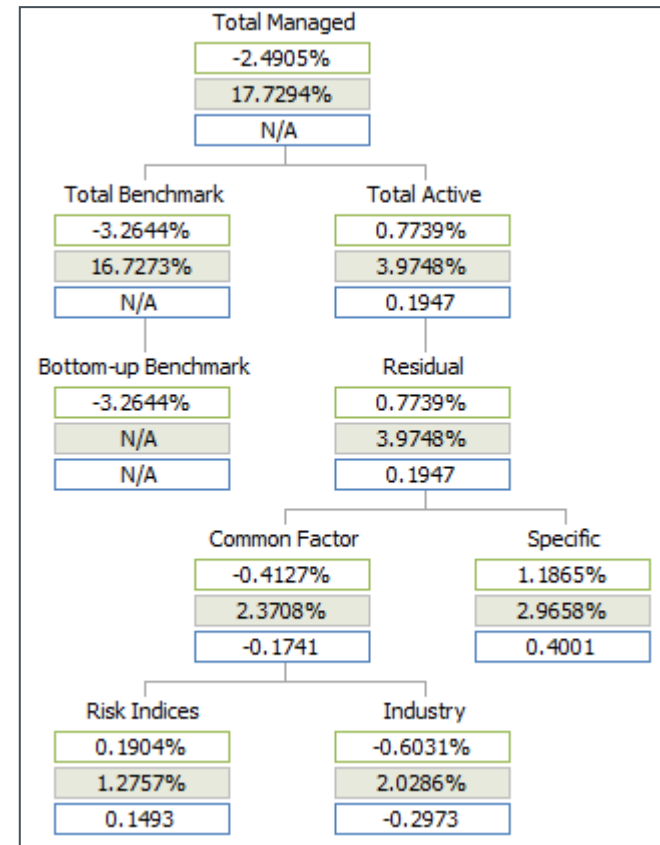 Total Managed
-2.4905%
17.7294%
N/A
Total Benchmark Total Active
-3.2644% 0.7739%
16.7273% 3.9748%
N/A 0.1947
Bottom-up Benchmark Residual
-3.2644% 0.7739%
N/A 3.9748%
N/A 0.1947
Common Factor Specific
-0.4127% 1.1865%
2.3708% 2.9658%
-0.1741 0.4001
Risk Indices Industry
0.1904% -0.6031%
1.2757% 2.0286%
0.1493 -0.2973